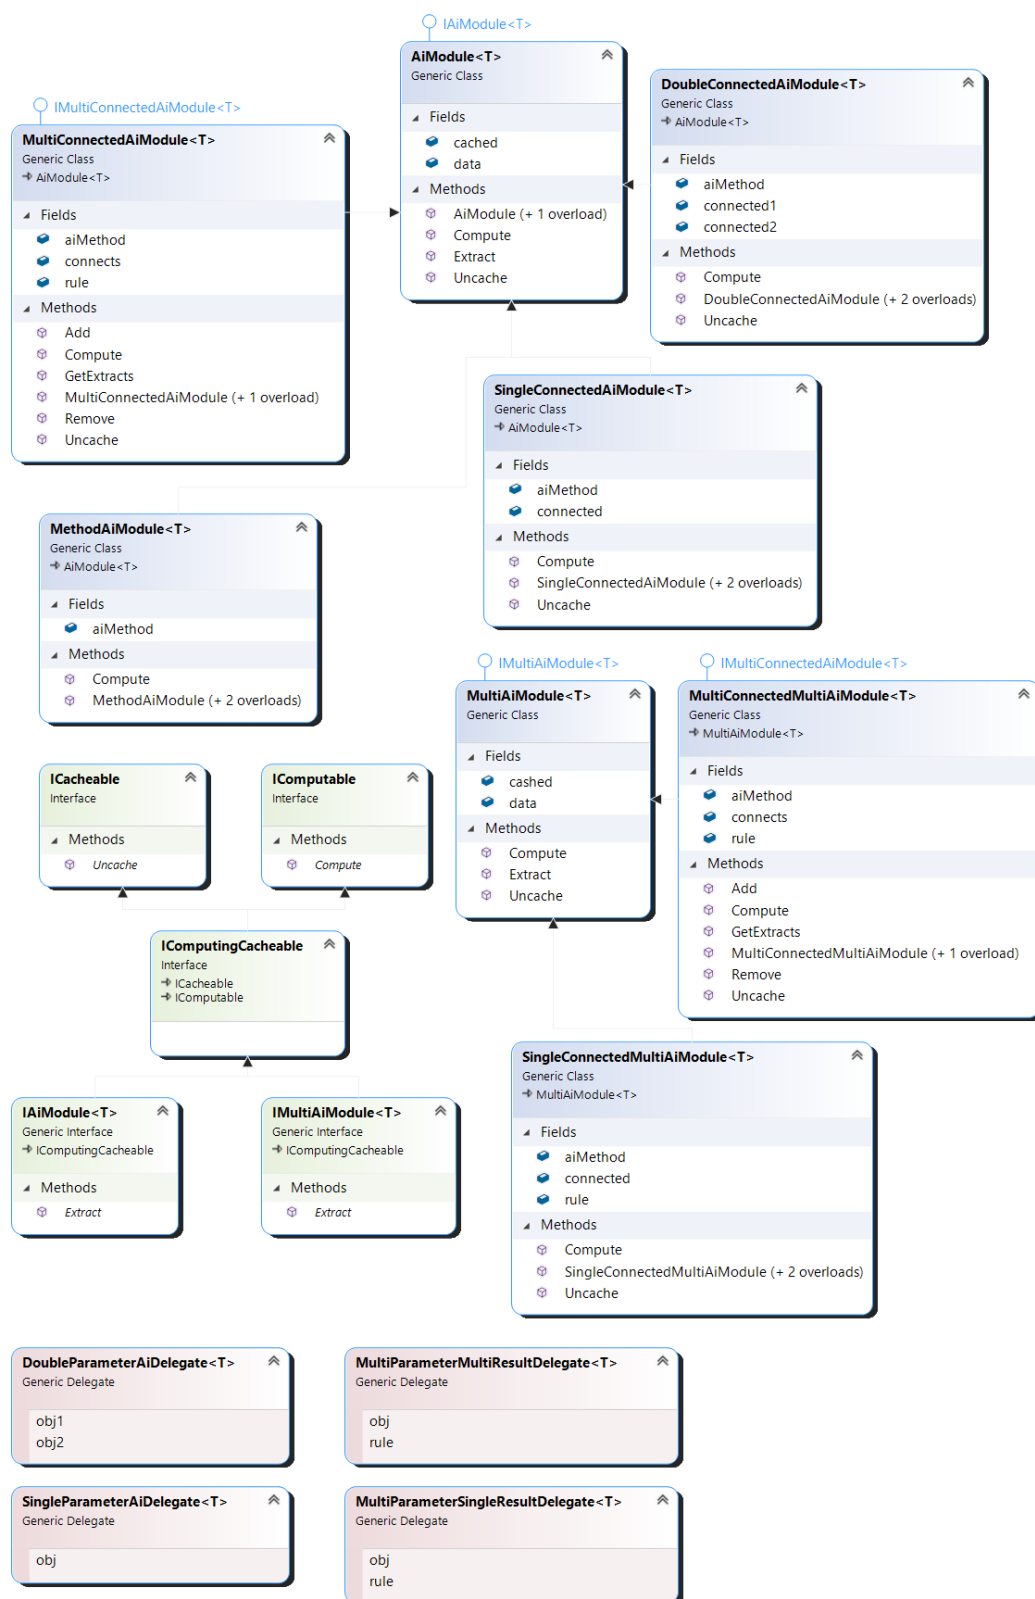 IAiModule<T>
AiModule<T>
Generic Class
Fields
cached
data
Methods
AiModule (+ 1 overload)
Compute
Extract
Uncache
DoubleConnectedAiModule<T>
Generic Class
AiModule<T>
Fields
aiMethod
connected1
connected2
Methods
Compute
DoubleConnectedAiModule (+ 2 overloads)
Uncache
IMultiConnectedAiModule<T>
MultiConnectedAiModule<T>
Generic Class
AiModule<T>
Fields
aiMethod
connects
rule
Methods
Add
Compute
GetExtracts
MultiConnectedAiModule (+ 1 overload)
Remove
Uncache
SingleConnectedAiModule<T>
Generic Class
AiModule<T>
Fields
aiMethod
connected
Methods
Compute
SingleConnectedAiModule (+ 2 overloads)
Uncache
MethodAiModule<T>
Generic Class
AiModule<T>
Fields
aiMethod
Methods
Compute
MethodAiModule (+ 2 overloads)
IMultiAiModule<T>
MultiAiModule<T>
Generic Class
Fields
cashed
data
Methods
Compute
Extract
Uncache
IMultiConnectedAiModule<T>
MultiConnectedMultiAiModule<T>
Generic Class
MultiAiModule<T>
Fields
aiMethod
connects
rule
Methods
Add
Compute
GetExtracts
MultiConnectedMultiAiModule (+ 1 overload)
Remove
Uncache
ICacheable
Interface
Methods
Uncache
IComputable
Interface
Methods
Compute
IComputingCacheable
Interface
ICacheable
IComputable
IAiModule<T>
Generic Interface
IComputingCacheable
Methods
Extract
IMultiAiModule<T>
Generic Interface
IComputingCacheable
Methods
Extract
SingleConnectedMultiAiModule<T>
Generic Class
MultiAiModule<T>
Fields
aiMethod
connected
rule
Methods
Compute
SingleConnectedMultiAiModule (+ 2 overloads)
Uncache
DoubleParameterAiDelegate<T>
Generic Delegate
obj1
obj2
MultiParameterMultiResultDelegate<T>
Generic Delegate
obj
rule
SingleParameterAiDelegate<T>
Generic Delegate
obj
MultiParameterSingleResultDelegate<T>
Generic Delegate
obj
rule